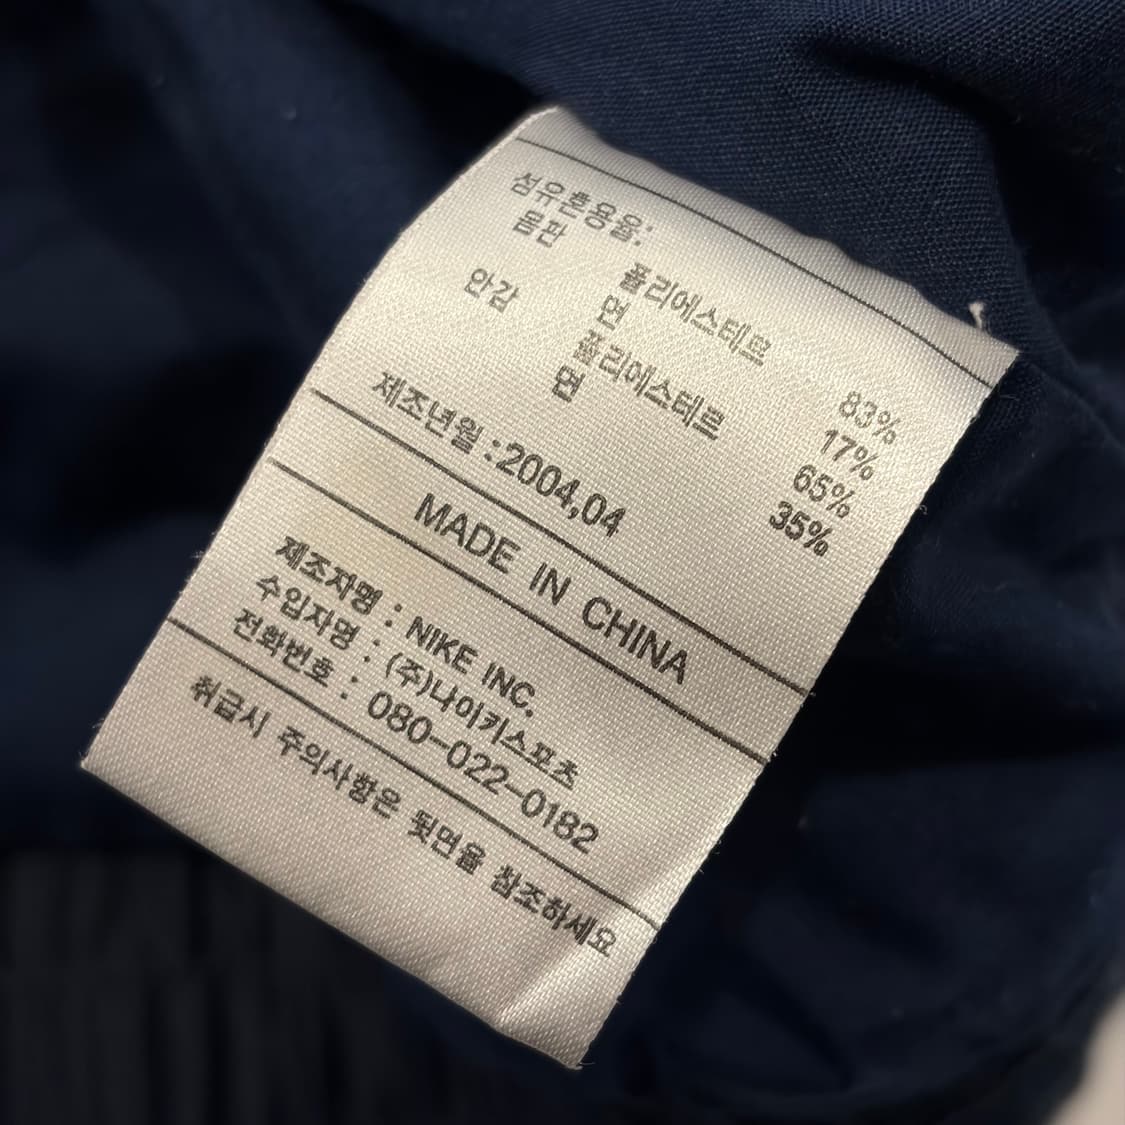 섬유혼용율:
몸판 폴리에스테르 83%
면 17%
안감 폴리에스테르 65%
면 35%
제조년월 : 2004,04
MADE IN CHINA
제조자명 : NIKE INC.
수입자명 : (주)나이키스포츠
전화번호 : 080-022-0182
취급시 주의사항은 뒷면을 참조하세요